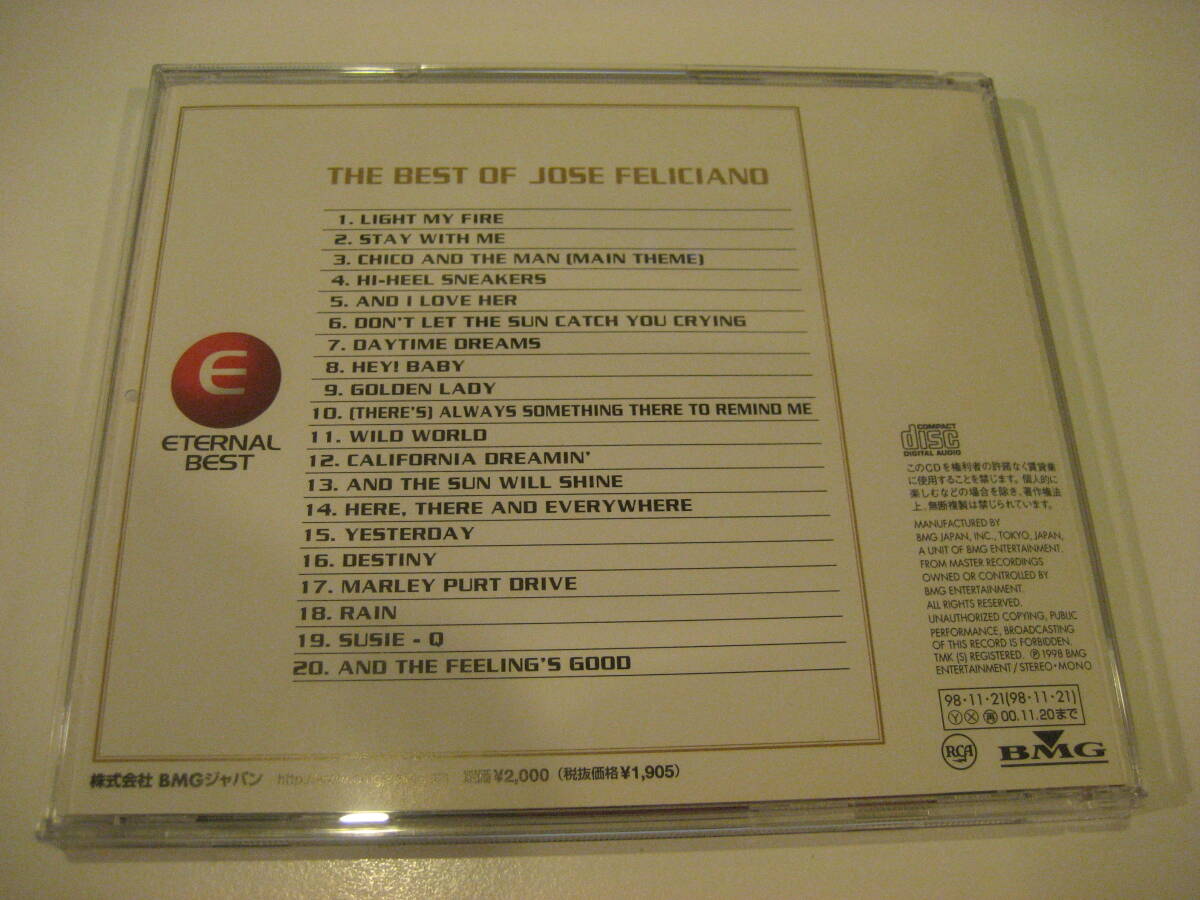 THE BEST OF JOSE FELICIANO
1. LIGHT MY FIRE
2. STAY WITH ME
3. CHICO AND THE MAN (MAIN THEME)
4. HI-HEEL SNEAKERS
5. AND I LOVE HER
6. DON'T LET THE SUN CATCH YOU CRYING
7. DAYTIME DREAMS
8. HEY! BABY
9. GOLDEN LADY
10. (THERE'S) ALWAYS SOMETHING THERE TO REMIND ME
11. WILD WORLD
12. CALIFORNIA DREAMIN'
13. AND THE SUN WILL SHINE
14. HERE, THERE AND EVERYWHERE
15. YESTERDAY
16. DESTINY
17. MARLEY PURT DRIVE
18. RAIN
19. SUSIE - Q
20. AND THE FEELING'S GOOD
E
ETERNAL
BEST
COMPACT
disc
DIGITAL AUDIO
このCDを権利者の許諾なく賃貸業
に使用することを禁じます。個人的に
楽しむなどの場合を除き、著作権法
上、無断複製は禁じられています。
MANUFACTURED BY
BMG JAPAN, INC., TOKYO, JAPAN,
A UNIT OF BMG ENTERTAINMENT.
FROM MASTER RECORDINGS
OWNED OR CONTROLLED BY
BMG ENTERTAINMENT.
ALL RIGHTS RESERVED.
UNAUTHORIZED COPYING, PUBLIC
PERFORMANCE, BROADCASTING
OF THIS RECORD IS FORBIDDEN.
TMK (S) REGISTERED. Ⓟ 1998 BMG
ENTERTAINMENT/STEREO・MONO
98・11・21(98・11・21)
Ⓨ Ⓧ 再 00.11.20まで
RCA
BMG
株式会社 BMGジャパン ¥2,000 (税抜価格¥1,905)